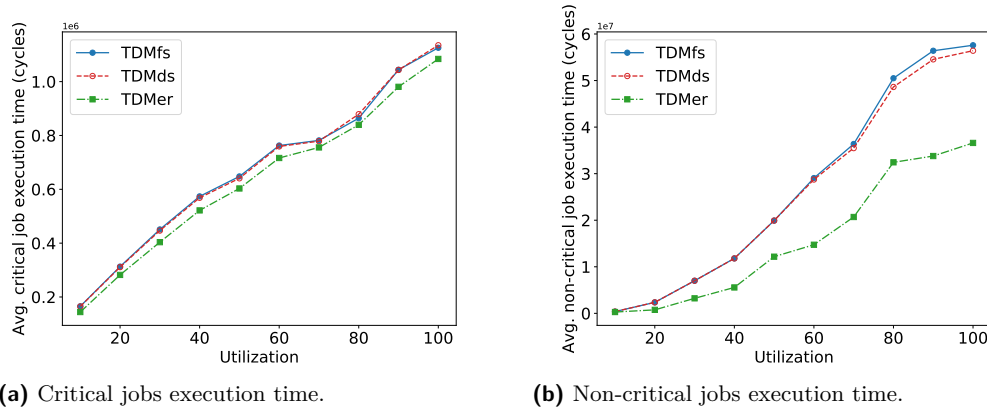 1e6
Avg. critical job execution time (cycles)
TDMfs
TDMds
TDMer
1.0
0.8
0.6
0.4
0.2
20 40 60 80 100
Utilization
(a) Critical jobs execution time.
1e7
Avg. non-critical job execution time (cycles)
TDMfs
TDMds
TDMer
6
5
4
3
2
1
0
20 40 60 80 100
Utilization
(b) Non-critical jobs execution time.